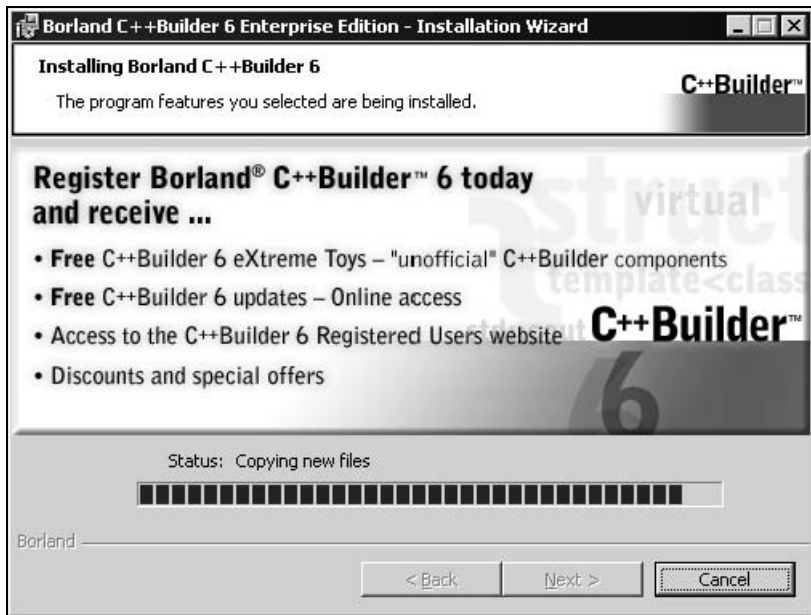 Borland C++Builder 6 Enterprise Edition - Installation Wizard
Installing Borland C++Builder 6
The program features you selected are being installed.
C++Builder™
Register Borland® C++Builder™ 6 today
and receive ...
• Free C++Builder 6 eXtreme Toys – "unofficial" C++Builder components
• Free C++Builder 6 updates – Online access
• Access to the C++Builder 6 Registered Users website
• Discounts and special offers
struct
virtual
template<class
C++Builder™
6
Status: Copying new files
Borland
< Back
Next >
Cancel